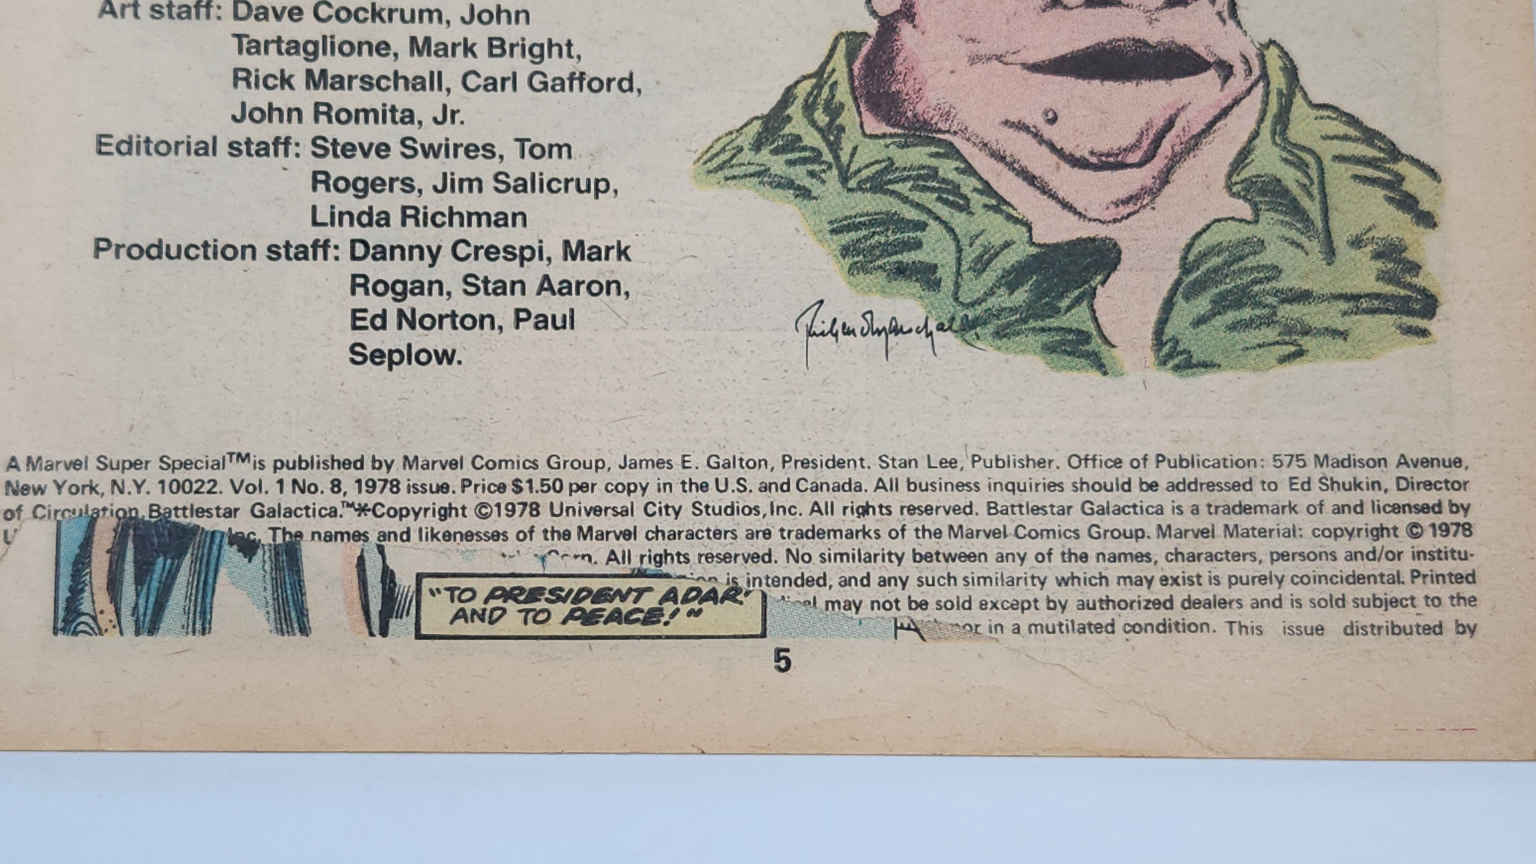 Art staff: Dave Cockrum, John
Tartaglione, Mark Bright,
Rick Marschall, Carl Gafford,
John Romita, Jr.
Editorial staff: Steve Swires, Tom
Rogers, Jim Salicrup,
Linda Richman
Production staff: Danny Crespi, Mark
Rogan, Stan Aaron,
Ed Norton, Paul
Seplow.
A Marvel Super Special™ is published by Marvel Comics Group, James E. Galton, President. Stan Lee, Publisher. Office of Publication: 575 Madison Avenue,
New York, N.Y. 10022. Vol. 1 No. 8, 1978 issue. Price $1.50 per copy in the U.S. and Canada. All business inquiries should be addressed to Ed Shukin, Director
of Circulation. Battlestar Galactica.™* Copyright ©1978 Universal City Studios, Inc. All rights reserved. Battlestar Galactica is a trademark of and licensed by
Inc. The names and likenesses of the Marvel characters are trademarks of the Marvel Comics Group. Marvel Material: copyright © 1978
All rights reserved. No similarity between any of the names, characters, persons and/or institu-
is intended, and any such similarity which may exist is purely coincidental. Printed
may not be sold except by authorized dealers and is sold subject to the
nor in a mutilated condition. This issue distributed by
"TO PRESIDENT ADAR,
AND TO PEACE!"
5